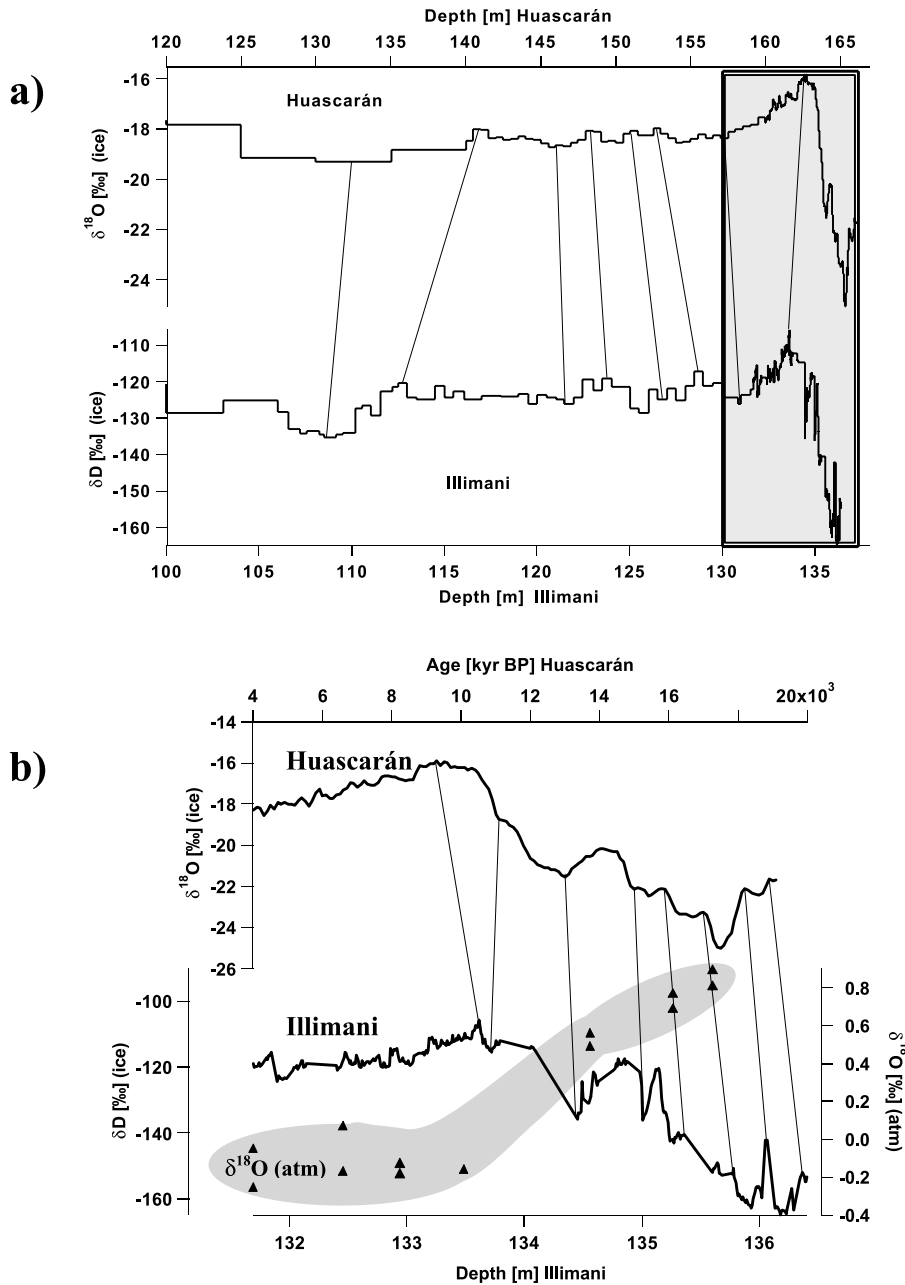 Depth [m] Huascarán
120 125 130 135 140 145 150 155 160 165
a)
-16
-18
-20
-22
-24
δ¹⁸O [‰] (ice)
Huascarán
-110
-120
-130
-140
-150
-160
δD [‰] (ice)
Illimani
100 105 110 115 120 125 130 135
Depth [m] Illimani
Age [kyr BP] Huascarán
4 6 8 10 12 14 16 18 20x10³
b)
-14
-16
-18
-20
-22
-24
-26
δ¹⁸O [‰] (ice)
Huascarán
-100
-120
-140
-160
δD [‰] (ice)
Illimani
δ¹⁸O (atm)
0.8
0.6
0.4
0.2
0.0
-0.2
-0.4
δ¹⁸O [‰] (atm)
132 133 134 135 136
Depth [m] Illimani